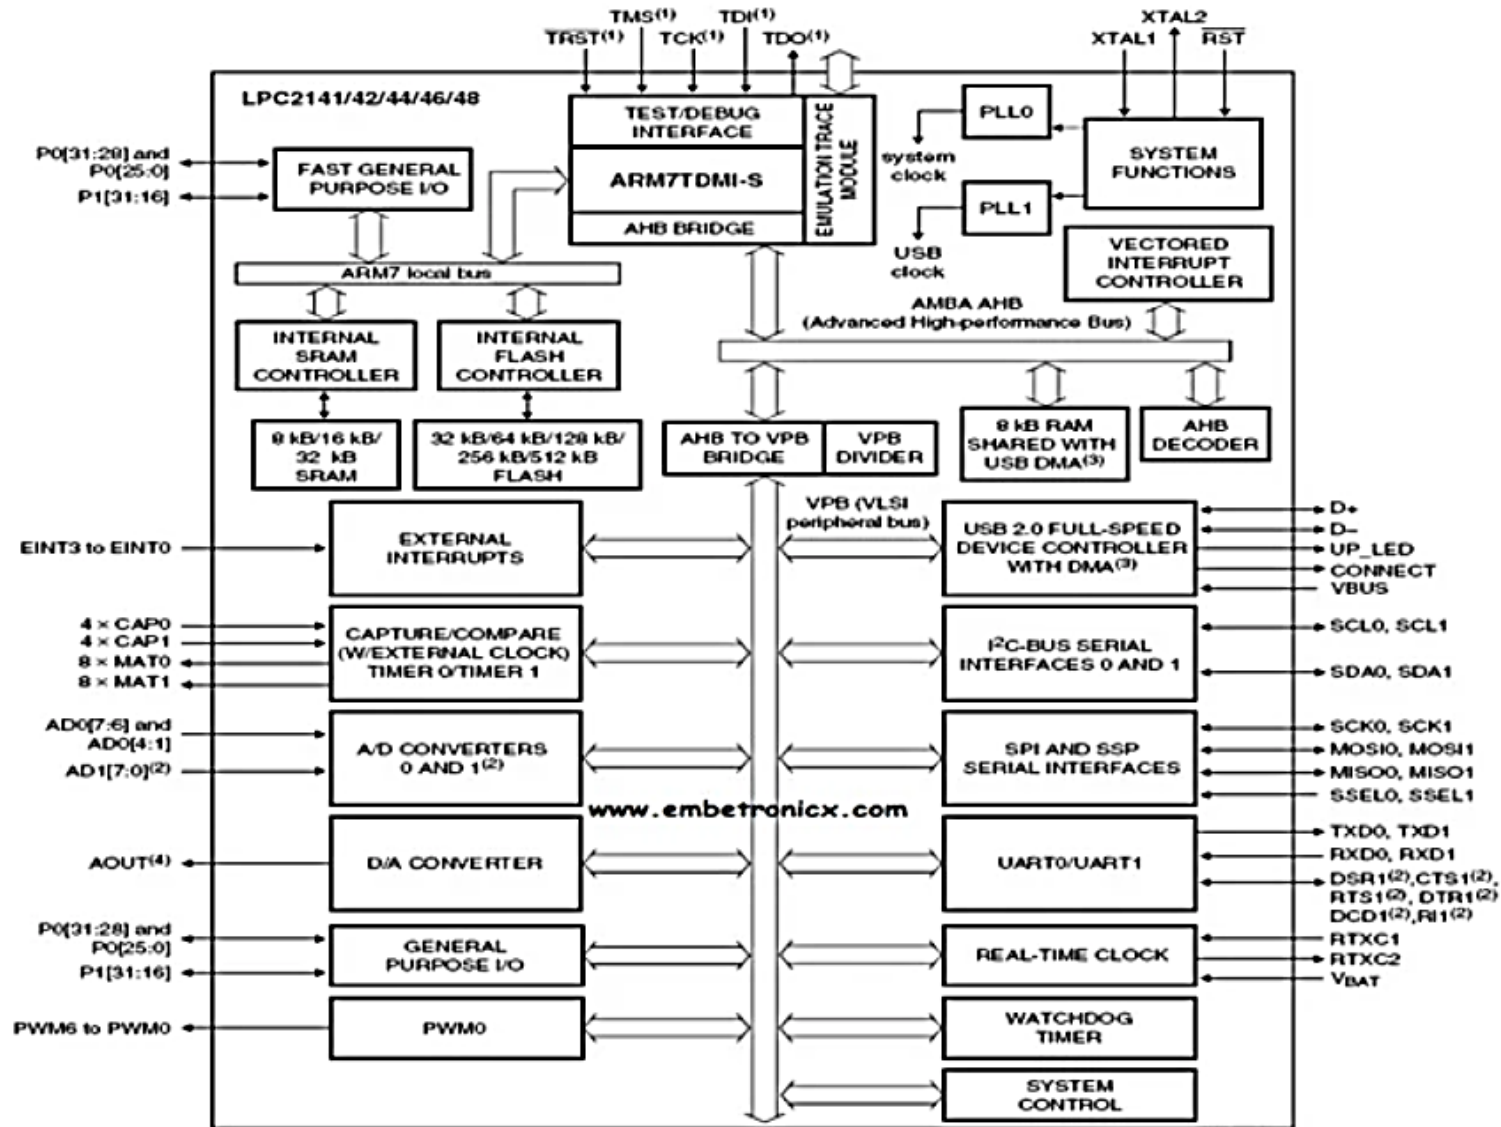 TMS(1) TDI(1) XTAL2
TRST(1) TCK(1) TDO(1) XTAL1 RST
LPC2141/42/44/46/48
TEST/DEBUG
INTERFACE
ARM7TDMI-S
AHB BRIDGE
EMULATION TRACE
MODULE
PLL0
system
clock
PLL1
USB
clock
SYSTEM
FUNCTIONS
P0[31:28] and
P0[25:0]
P1[31:16]
FAST GENERAL
PURPOSE I/O
ARM7 local bus
VECTORED
INTERRUPT
CONTROLLER
AMBA AHB
(Advanced High-performance Bus)
INTERNAL
SRAM
CONTROLLER
INTERNAL
FLASH
CONTROLLER
8 kB/16 kB/
32 kB
SRAM
32 kB/64 kB/128 kB/
256 kB/512 kB
FLASH
AHB TO VPB
BRIDGE
VPB
DIVIDER
8 kB RAM
SHARED WITH
USB DMA(3)
AHB
DECODER
VPB (VLSI
peripheral bus)
EINT3 to EINT0
EXTERNAL
INTERRUPTS
USB 2.0 FULL-SPEED
DEVICE CONTROLLER
WITH DMA(3)
D+
D−
UP_LED
CONNECT
VBUS
4 × CAP0
4 × CAP1
8 × MAT0
8 × MAT1
CAPTURE/COMPARE
(W/EXTERNAL CLOCK)
TIMER 0/TIMER 1
I2C-BUS SERIAL
INTERFACES 0 AND 1
SCL0, SCL1
SDA0, SDA1
AD0[7:6] and
AD0[4:1]
AD1[7:0](2)
A/D CONVERTERS
0 AND 1(2)
SPI AND SSP
SERIAL INTERFACES
SCK0, SCK1
MOSI0, MOSI1
MISO0, MISO1
SSEL0, SSEL1
www.embetronicx.com
AOUT(4)
D/A CONVERTER
UART0/UART1
TXD0, TXD1
RXD0, RXD1
DSR1(2),CTS1(2),
RTS1(2), DTR1(2)
DCD1(2),RI1(2)
P0[31:28] and
P0[25:0]
P1[31:16]
GENERAL
PURPOSE I/O
REAL-TIME CLOCK
RTXC1
RTXC2
VBAT
PWM6 to PWM0
PWM0
WATCHDOG
TIMER
SYSTEM
CONTROL